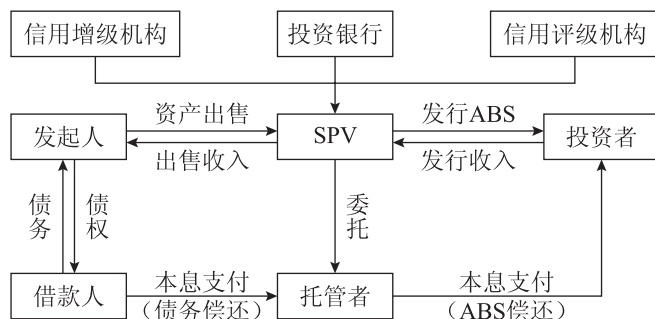 信用增级机构
投资银行
信用评级机构
资产出售
发行ABS
发起人
SPV
投资者
出售收入
发行收入
债务
债权
委托
本息支付
本息支付
借款人
托管者
（债务偿还）
（ABS偿还）